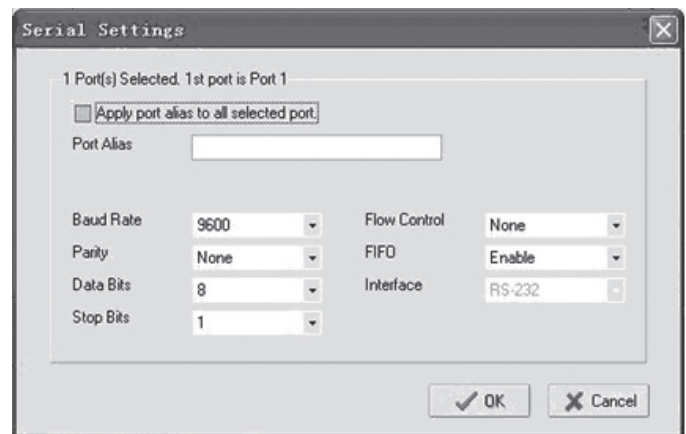 Serial Settings
1 Port(s) Selected. 1st port is Port 1
Apply port alias to all selected port.
Port Alias
Baud Rate 9600 Flow Control None
Parity None FIFO Enable
Data Bits 8 Interface RS-232
Stop Bits 1
OK Cancel